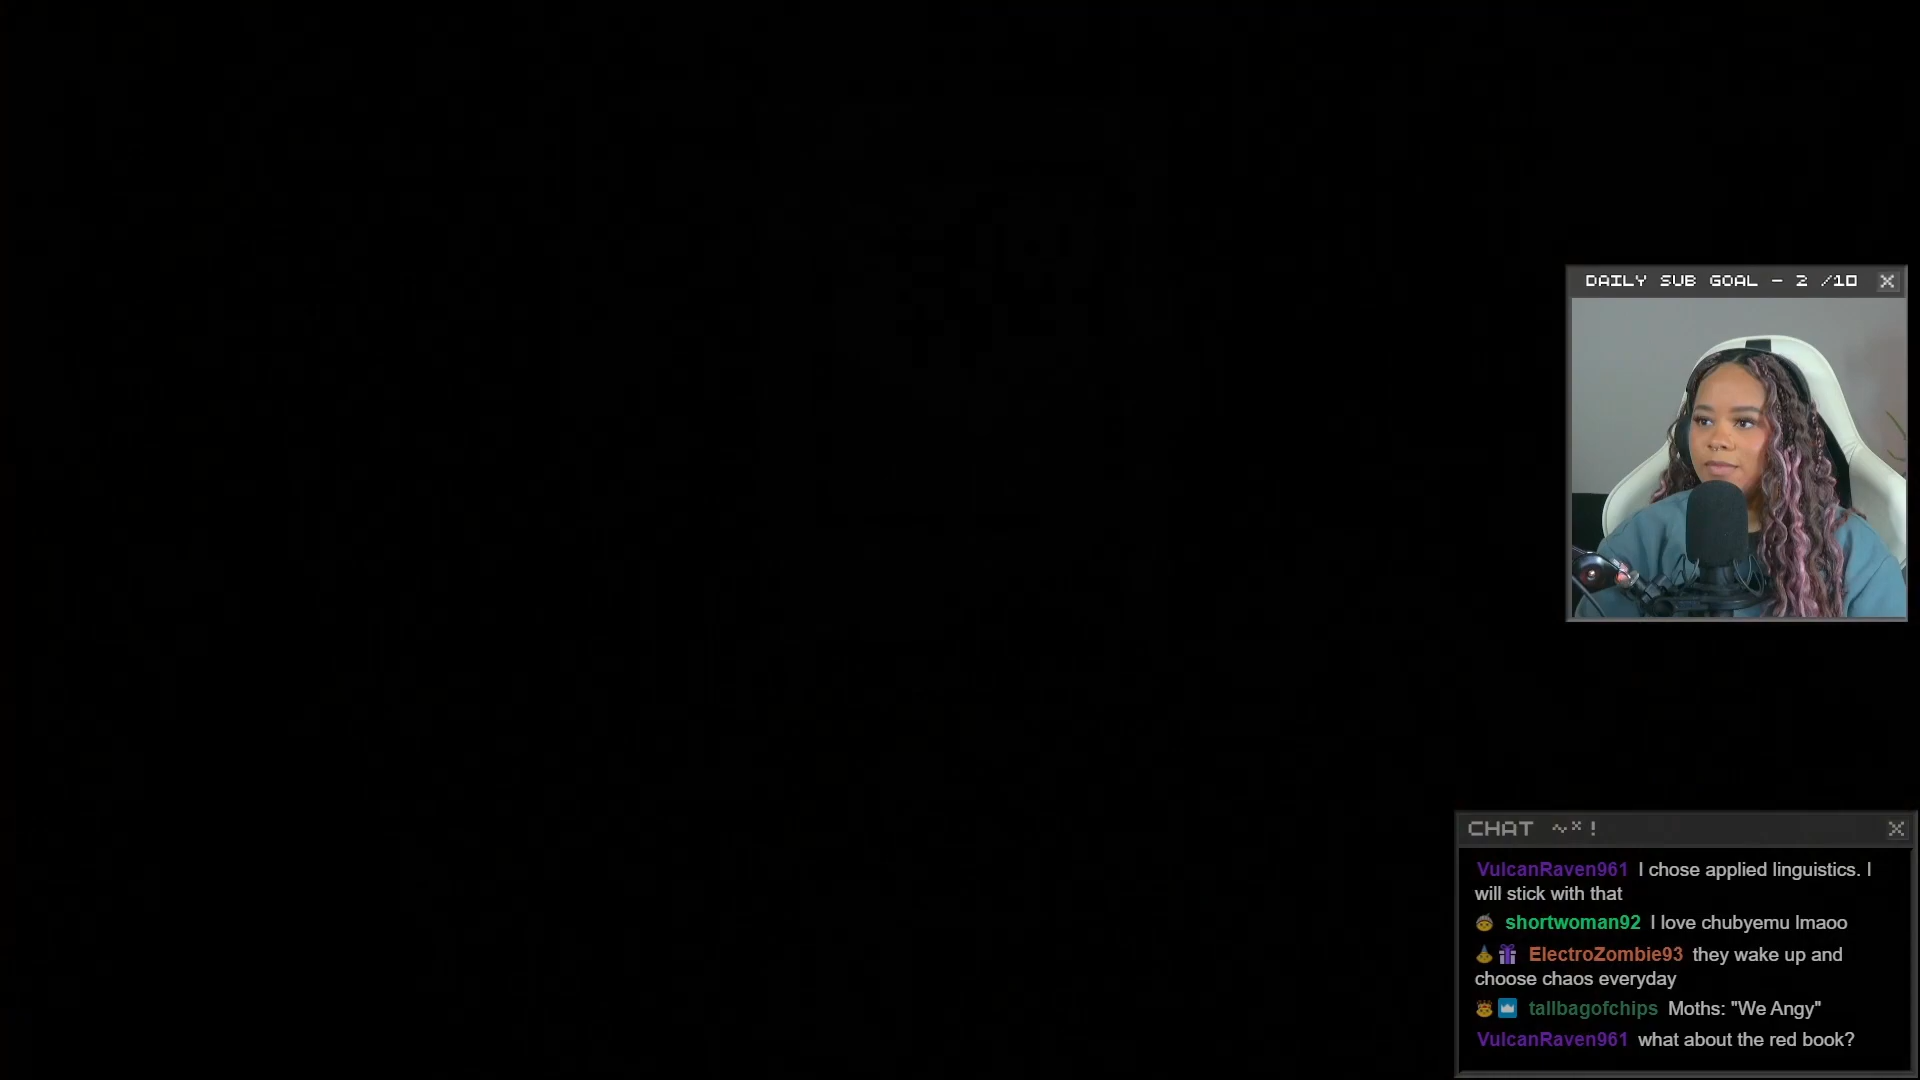 DAILY SUB GOAL - 2 /10
CHAT ~× !
VulcanRaven961 I chose applied linguistics. I
will stick with that
shortwoman92 I love chubyemu lmaoo
ElectroZombie93 they wake up and
choose chaos everyday
tallbagofchips Moths: "We Angy"
VulcanRaven961 what about the red book?